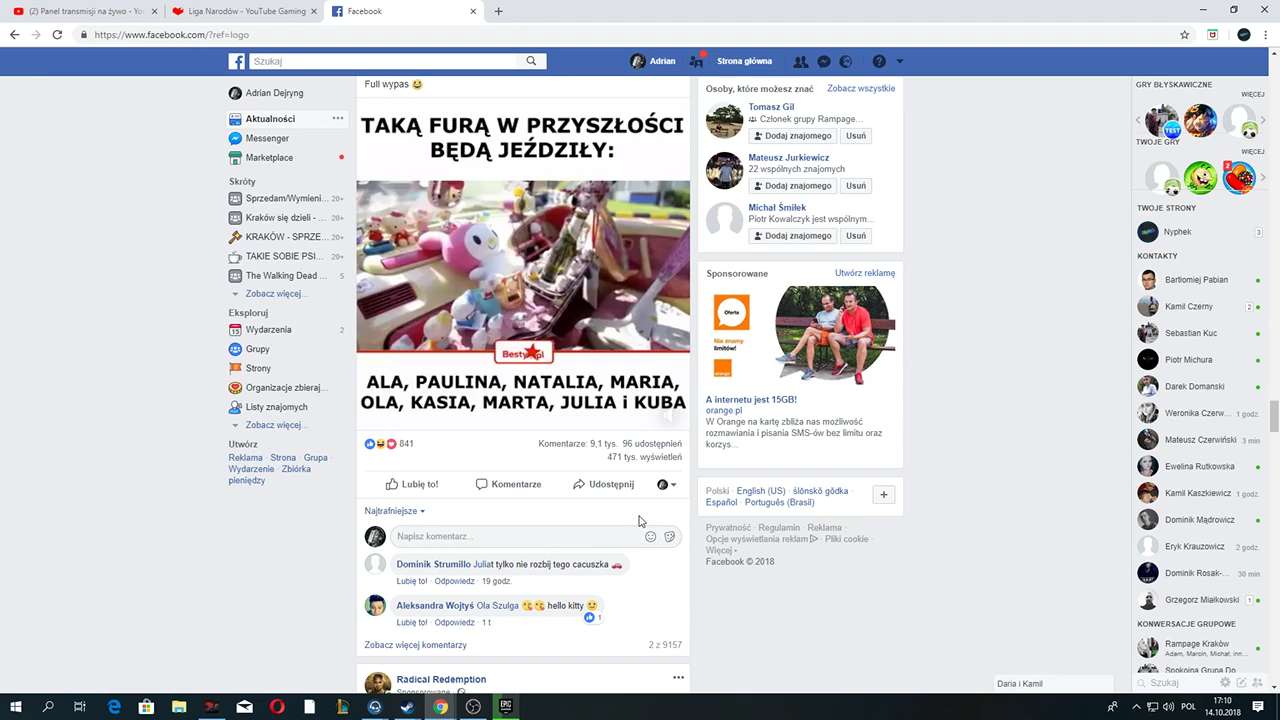 (2) Panel transmisji na żywo - Yo
Liga Narodów - YouTube Gaming
Facebook
https://www.facebook.com/?ref=logo
Szukaj
Adrian
Strona główna
Adrian Dejryng
Aktualności
Messenger
Marketplace
Skróty
Sprzedam/Wymieni... 20+
Kraków się dzieli - ... 20+
KRAKÓW - SPRZE... 20+
TAKIE SOBIE PSI... 20+
The Walking Dead ... 5
Zobacz więcej...
Eksploruj
Wydarzenia 2
Grupy
Strony
Organizacje zbieraj...
Listy znajomych
Zobacz więcej...
Utwórz
Reklama · Strona · Grupa ·
Wydarzenie · Zbiórka
pieniędzy
Full wypas
TAKĄ FURĄ W PRZYSZŁOŚCI
BĘDĄ JEŹDZIŁY:
Besty.pl
ALA, PAULINA, NATALIA, MARIA,
OLA, KASIA, MARTA, JULIA i KUBA
841
Komentarze: 9,1 tys. 96 udostępnień
471 tys. wyświetleń
Lubię to!
Komentarze
Udostępnij
Najtrafniejsze
Napisz komentarz...
Dominik Strumillo Juliat tylko nie rozbij tego cacuszka
Lubię to! · Odpowiedz · 19 godz.
Aleksandra Wojtyś Ola Szulga hello kitty
1
Lubię to! · Odpowiedz · 1 t
Zobacz więcej komentarzy
2 z 9157
Radical Redemption
Sponsorowane
Osoby, które możesz znać
Zobacz wszystkie
Tomasz Gil
Członek grupy Rampage...
Dodaj znajomego
Usuń
Mateusz Jurkiewicz
22 wspólnych znajomych
Dodaj znajomego
Usuń
Michał Śmiłek
Piotr Kowalczyk jest wspólnym...
Dodaj znajomego
Usuń
Sponsorowane
Utwórz reklamę
Oferta
Nie znamy
limitów!
A internetu jest 15GB!
orange.pl
W Orange na kartę zbliża nas możliwość
rozmawiania i pisania SMS-ów bez limitu oraz
korzys...
Polski · English (US) · ślōnskŏ gŏdka ·
Español · Português (Brasil)
Prywatność · Regulamin · Reklama ·
Opcje wyświetlania reklam · Pliki cookie ·
Więcej
Facebook © 2018
GRY BŁYSKAWICZNE
WIĘCEJ
TEST
TWOJE GRY
WIĘCEJ
2
TWOJE STRONY
Nyphek 3
KONTAKTY
Bartłomiej Pabian
Kamil Czerny 2
Sebastian Kuc
Piotr Michura
Darek Domanski
Weronika Czerw... 1 godz.
Mateusz Czerwiński 3 min
Ewelina Rutkowska
Kamil Kaszkiewicz 1 godz.
Dominik Mądrowicz
Eryk Krauzowicz 2 godz.
Dominik Rosak-... 30 min
Grzegorz Miałkowski 1
KONWERSACJE GRUPOWE
Rampage Kraków
Adam, Marcin, Michał, inn...
Spokojna Grupa Do
Szukaj
Daria i Kamil
EPIC
POL
17:10
14.10.2018